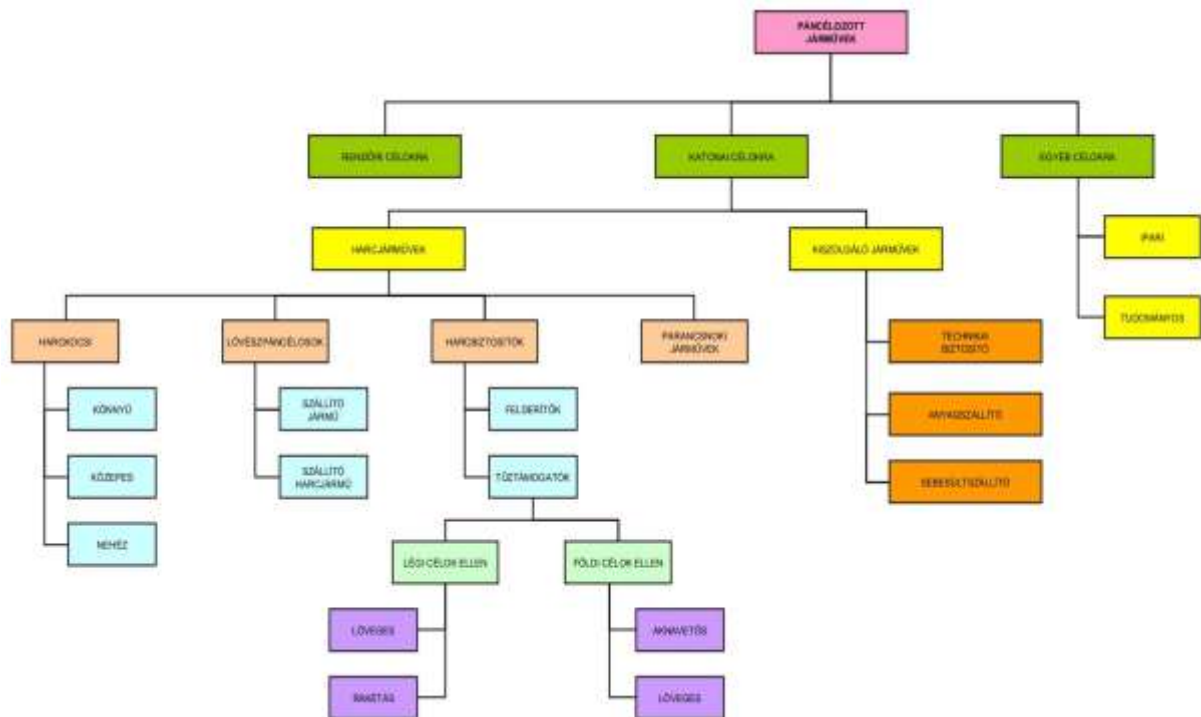 PÁNCÉLOZOTT
JÁRMŰVEK
RENDŐRI CÉLOKRA
KATONAI CÉLOKRA
EGYÉB CÉLOKRA
HARCJÁRMŰVEK
KISZOLGÁLÓ JÁRMŰVEK
IPARI
TUDOMÁNYOS
HARCKOCSI
LÖVÉSZPÁNCÉLOSOK
HARCBIZTOSÍTÓK
PARANCSNOKI
JÁRMŰVEK
TECHNIKAI
BIZTOSÍTÓ
KÖNNYŰ
SZÁLLÍTÓ
JÁRMŰ
FELDERÍTŐK
ANYAGSZÁLLÍTÓ
KÖZEPES
SZÁLLÍTÓ
HARCJÁRMŰ
TŰZTÁMOGATÓK
SEBESÜLTSZÁLLÍTÓ
NEHÉZ
LÉGI CÉLOK ELLEN
FÖLDI CÉLOK ELLEN
LÖVEGES
AKNAVETŐS
RAKÉTÁS
LÖVEGES